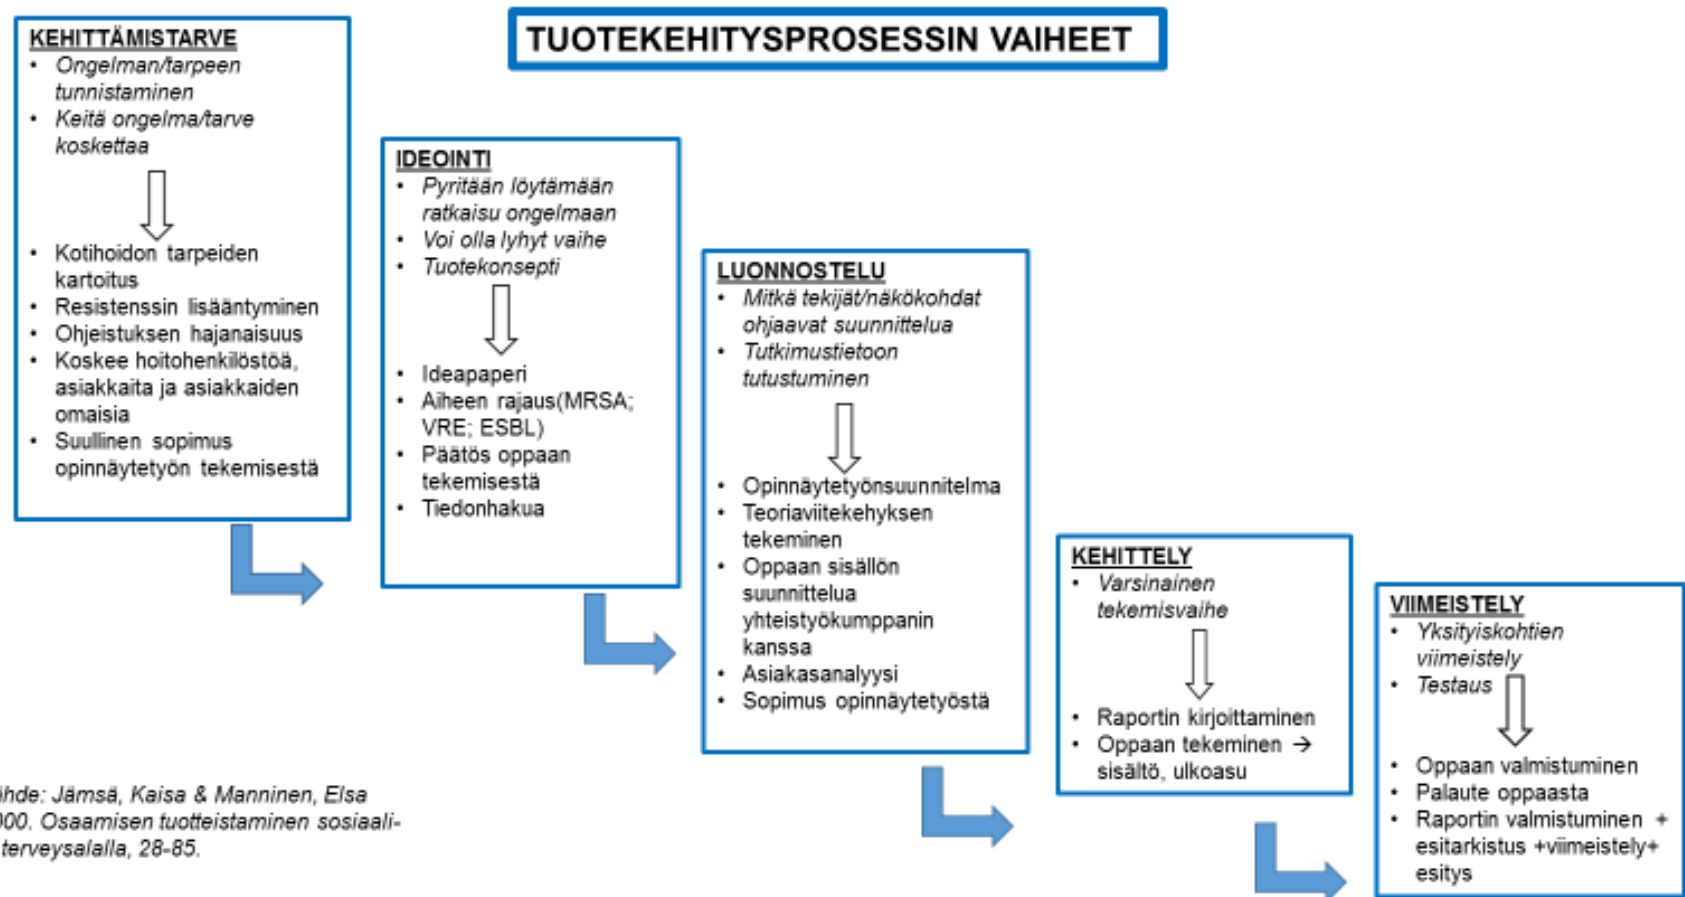 TUOTEKEHITYSPROSESSIN VAIHEET
KEHITTÄMISTARVE
• Ongelman/tarpeen
tunnistaminen
• Keitä ongelma/tarve
koskettaa
• Kotihoidon tarpeiden
kartoitus
• Resistenssin lisääntyminen
• Ohjeistuksen hajanaisuus
• Koskee hoitohenkilöstöä,
asiakkaita ja asiakkaiden
omaisia
• Suullinen sopimus
opinnäytetyön tekemisestä
IDEOINTI
• Pyritään löytämään
ratkaisu ongelmaan
• Voi olla lyhyt vaihe
• Tuotekonsepti
• Ideapaperi
• Aiheen rajaus(MRSA;
VRE; ESBL)
• Päätös oppaan
tekemisestä
• Tiedonhakua
LUONNOSTELU
• Mitkä tekijät/näkökohdat
ohjaavat suunnittelua
• Tutkimustietoon
tutustuminen
• Opinnäytetyönsuunnitelma
• Teoriaviitekehyksen
tekeminen
• Oppaan sisällön
suunnittelua
yhteistyökumppanin
kanssa
• Asiakasanalyysi
• Sopimus opinnäytetyöstä
KEHITTELY
• Varsinainen
tekemisvaihe
• Raportin kirjoittaminen
• Oppaan tekeminen →
sisältö, ulkoasu
VIIMEISTELY
• Yksityiskohtien
viimeistely
• Testaus
• Oppaan valmistuminen
• Palaute oppaasta
• Raportin valmistuminen +
esitarkistus +viimeistely+
esitys
ähde: Jämsä, Kaisa & Manninen, Elsa
000. Osaamisen tuotteistaminen sosiaali-
terveysalalla, 28-85.